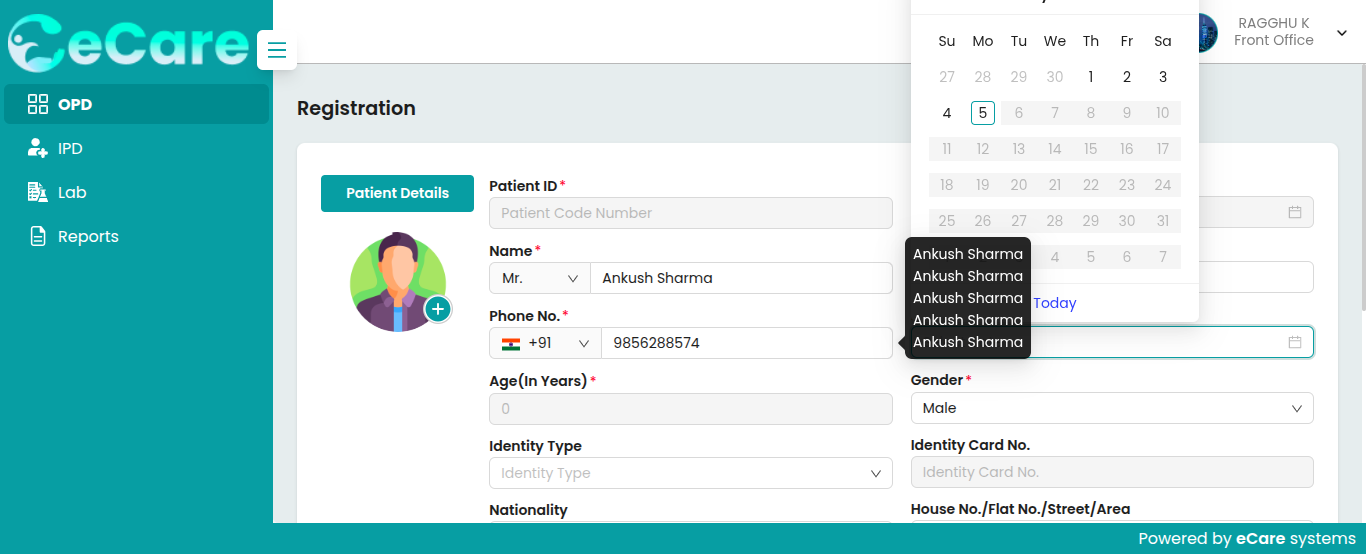 eCare
RAGGHU K
Front Office
OPD
IPD
Lab
Reports
Registration
Patient Details
Patient ID*
Patient Code Number
Name*
Mr.
Ankush Sharma
Phone No.*
+91
9856288574
Age(In Years)*
0
Identity Type
Identity Type
Nationality
Su Mo Tu We Th Fr Sa
27 28 29 30 1 2 3
4 5 6 7 8 9 10
11 12 13 14 15 16 17
18 19 20 21 22 23 24
25 26 27 28 29 30 31
4 5 6 7
Today
Ankush Sharma
Ankush Sharma
Ankush Sharma
Ankush Sharma
Ankush Sharma
Gender*
Male
Identity Card No.
Identity Card No.
House No./Flat No./Street/Area
Powered by eCare systems